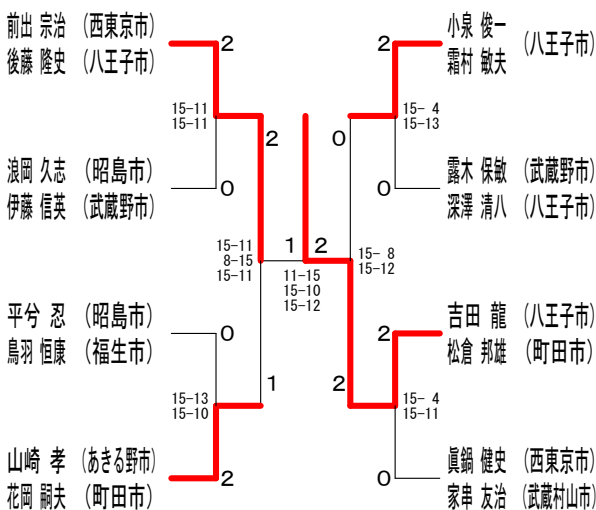 前出 宗治 (西東京市)
後藤 隆史 (八王子市)
2
15-11
15-11
浪岡 久志 (昭島市)
伊藤 信英 (武蔵野市)
0
2
15-11
8-15
15-11
平兮 忍 (昭島市)
鳥羽 恒康 (福生市)
0
1
15-13
15-10
山崎 孝 (あきる野市)
花岡 嗣夫 (町田市)
2
1
2
11-15
15-10
15-12
小泉 俊一
霜村 敏夫
(八王子市)
2
15- 4
15-13
0
露木 保敏 (武蔵野市)
深澤 清八 (八王子市)
0
15- 8
15-12
吉田 龍 (八王子市)
松倉 邦雄 (町田市)
2
2
15- 4
15-11
眞鍋 健史 (西東京市)
家串 友治 (武蔵村山市)
0